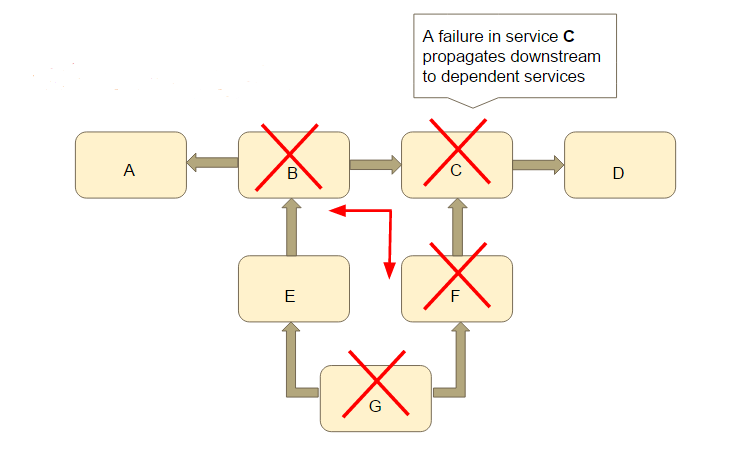 A failure in service C
propagates downstream
to dependent services
A
B
C
D
E
F
G